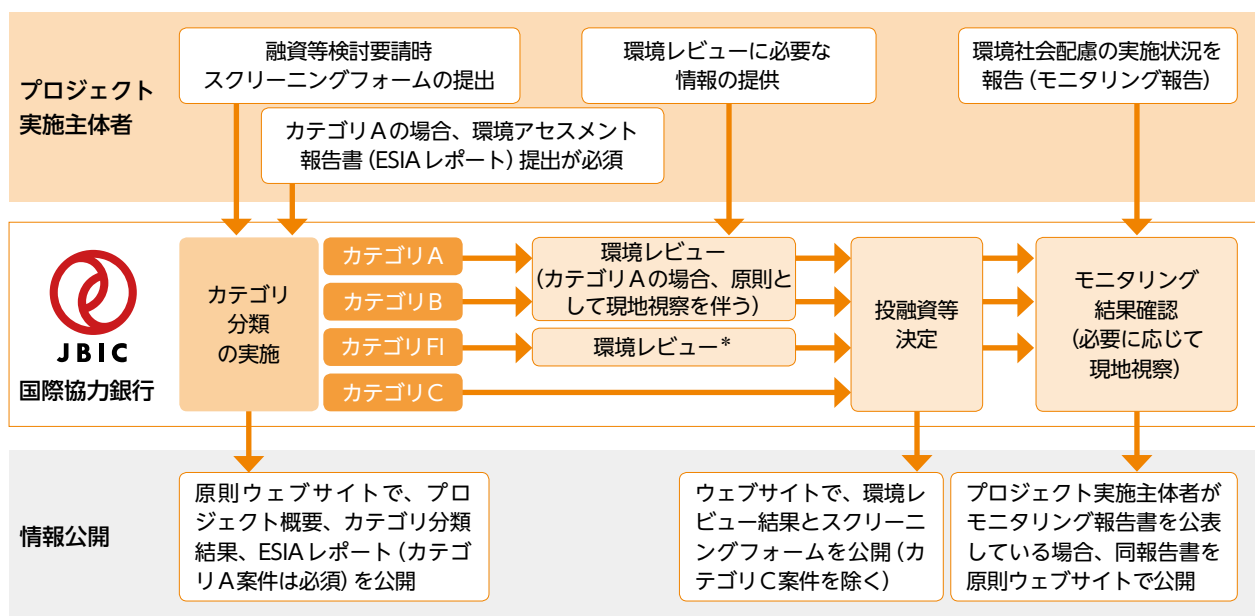 融資等検討要請時
スクリーニングフォームの提出
環境レビューに必要な
情報の提供
環境社会配慮の実施状況を
報告（モニタリング報告）
プロジェクト
実施主体者
カテゴリAの場合、環境アセスメント
報告書（ESIAレポート）提出が必須
JBIC
国際協力銀行
カテゴリ
分類
の実施
カテゴリA
カテゴリB
カテゴリFI
カテゴリC
環境レビュー
（カテゴリAの場合、原則と
して現地視察を伴う）
環境レビュー*
投融資等
決定
モニタリング
結果確認
（必要に応じて
現地視察）
情報公開
原則ウェブサイトで、プロ
ジェクト概要、カテゴリ分類
結果、ESIAレポート（カテゴ
リA案件は必須）を公開
ウェブサイトで、環境レ
ビュー結果とスクリーニ
ングフォームを公開（カ
テゴリC案件を除く）
プロジェクト実施主体者が
モニタリング報告書を公表
している場合、同報告書を
原則ウェブサイトで公開